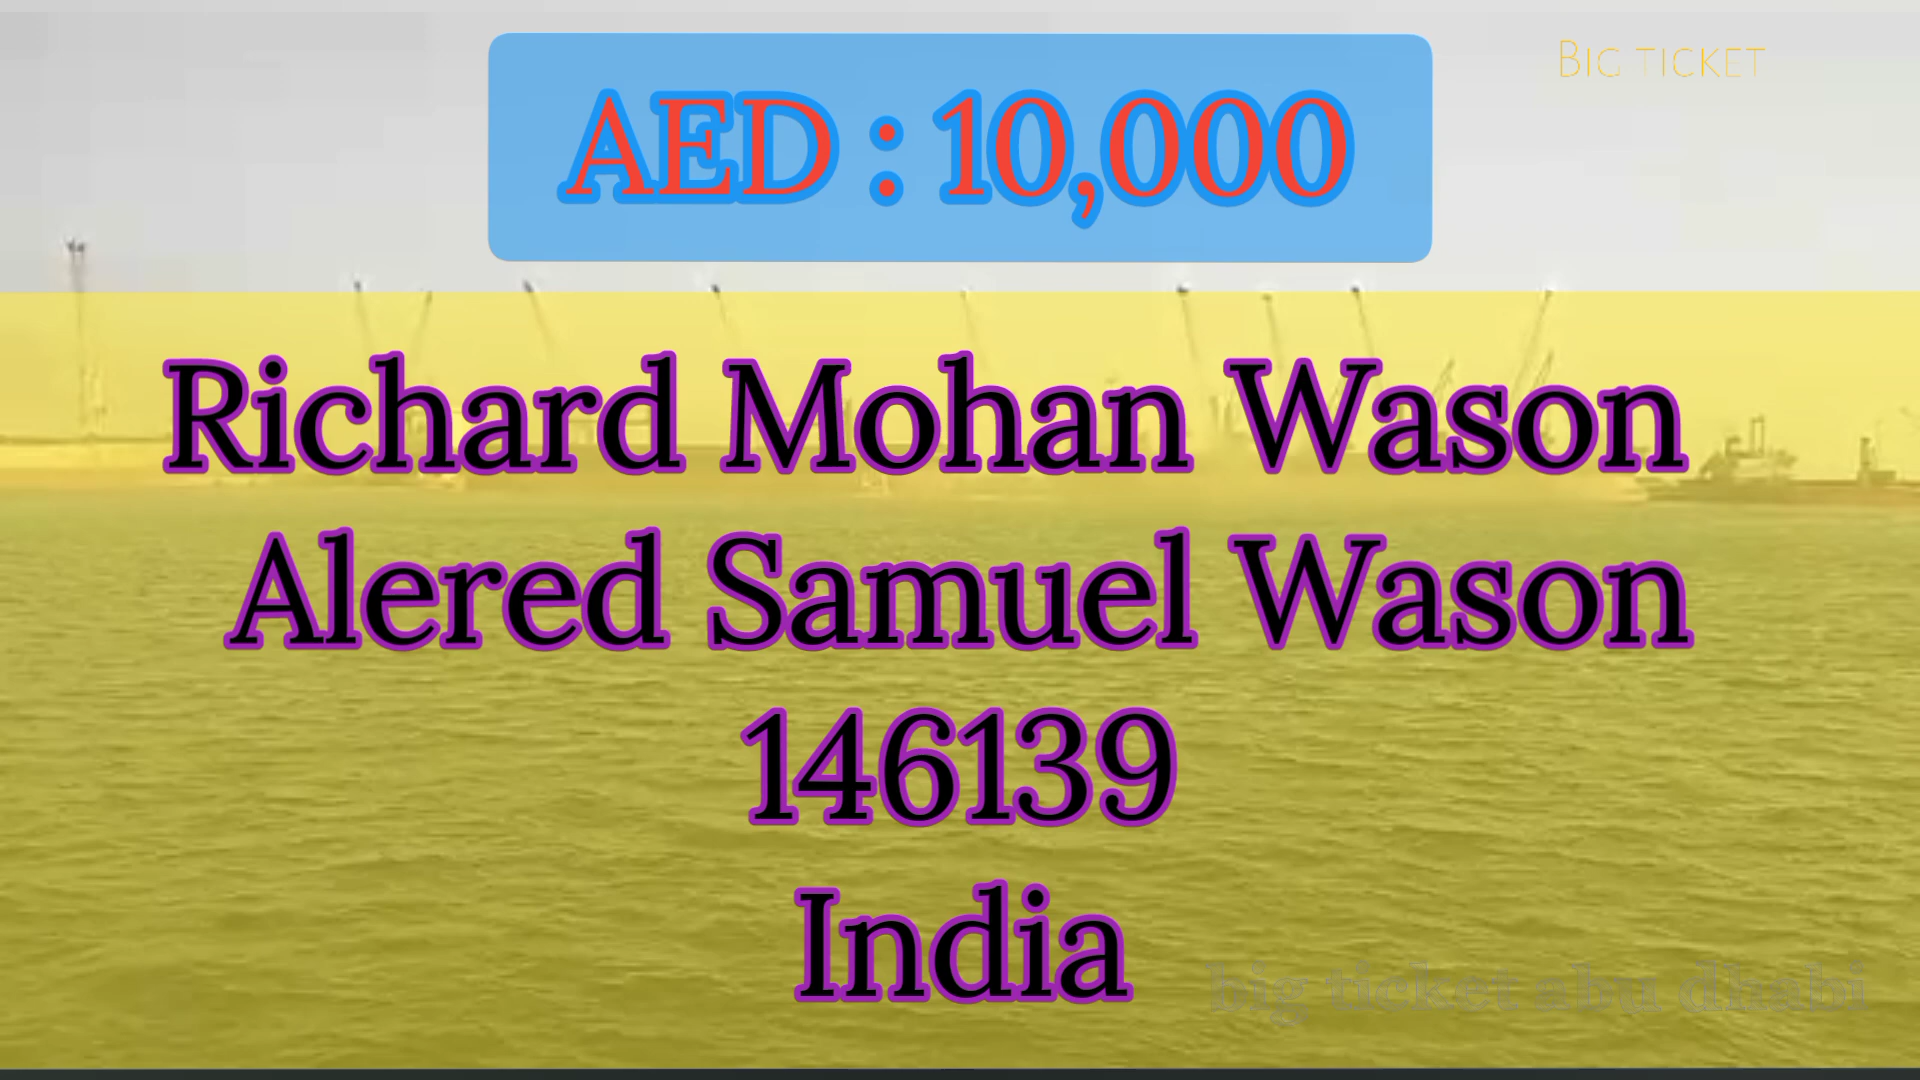 BIG TICKET
AED : 10,000
Richard Mohan Wason
Alered Samuel Wason
146139
India
big ticket abu dhabi